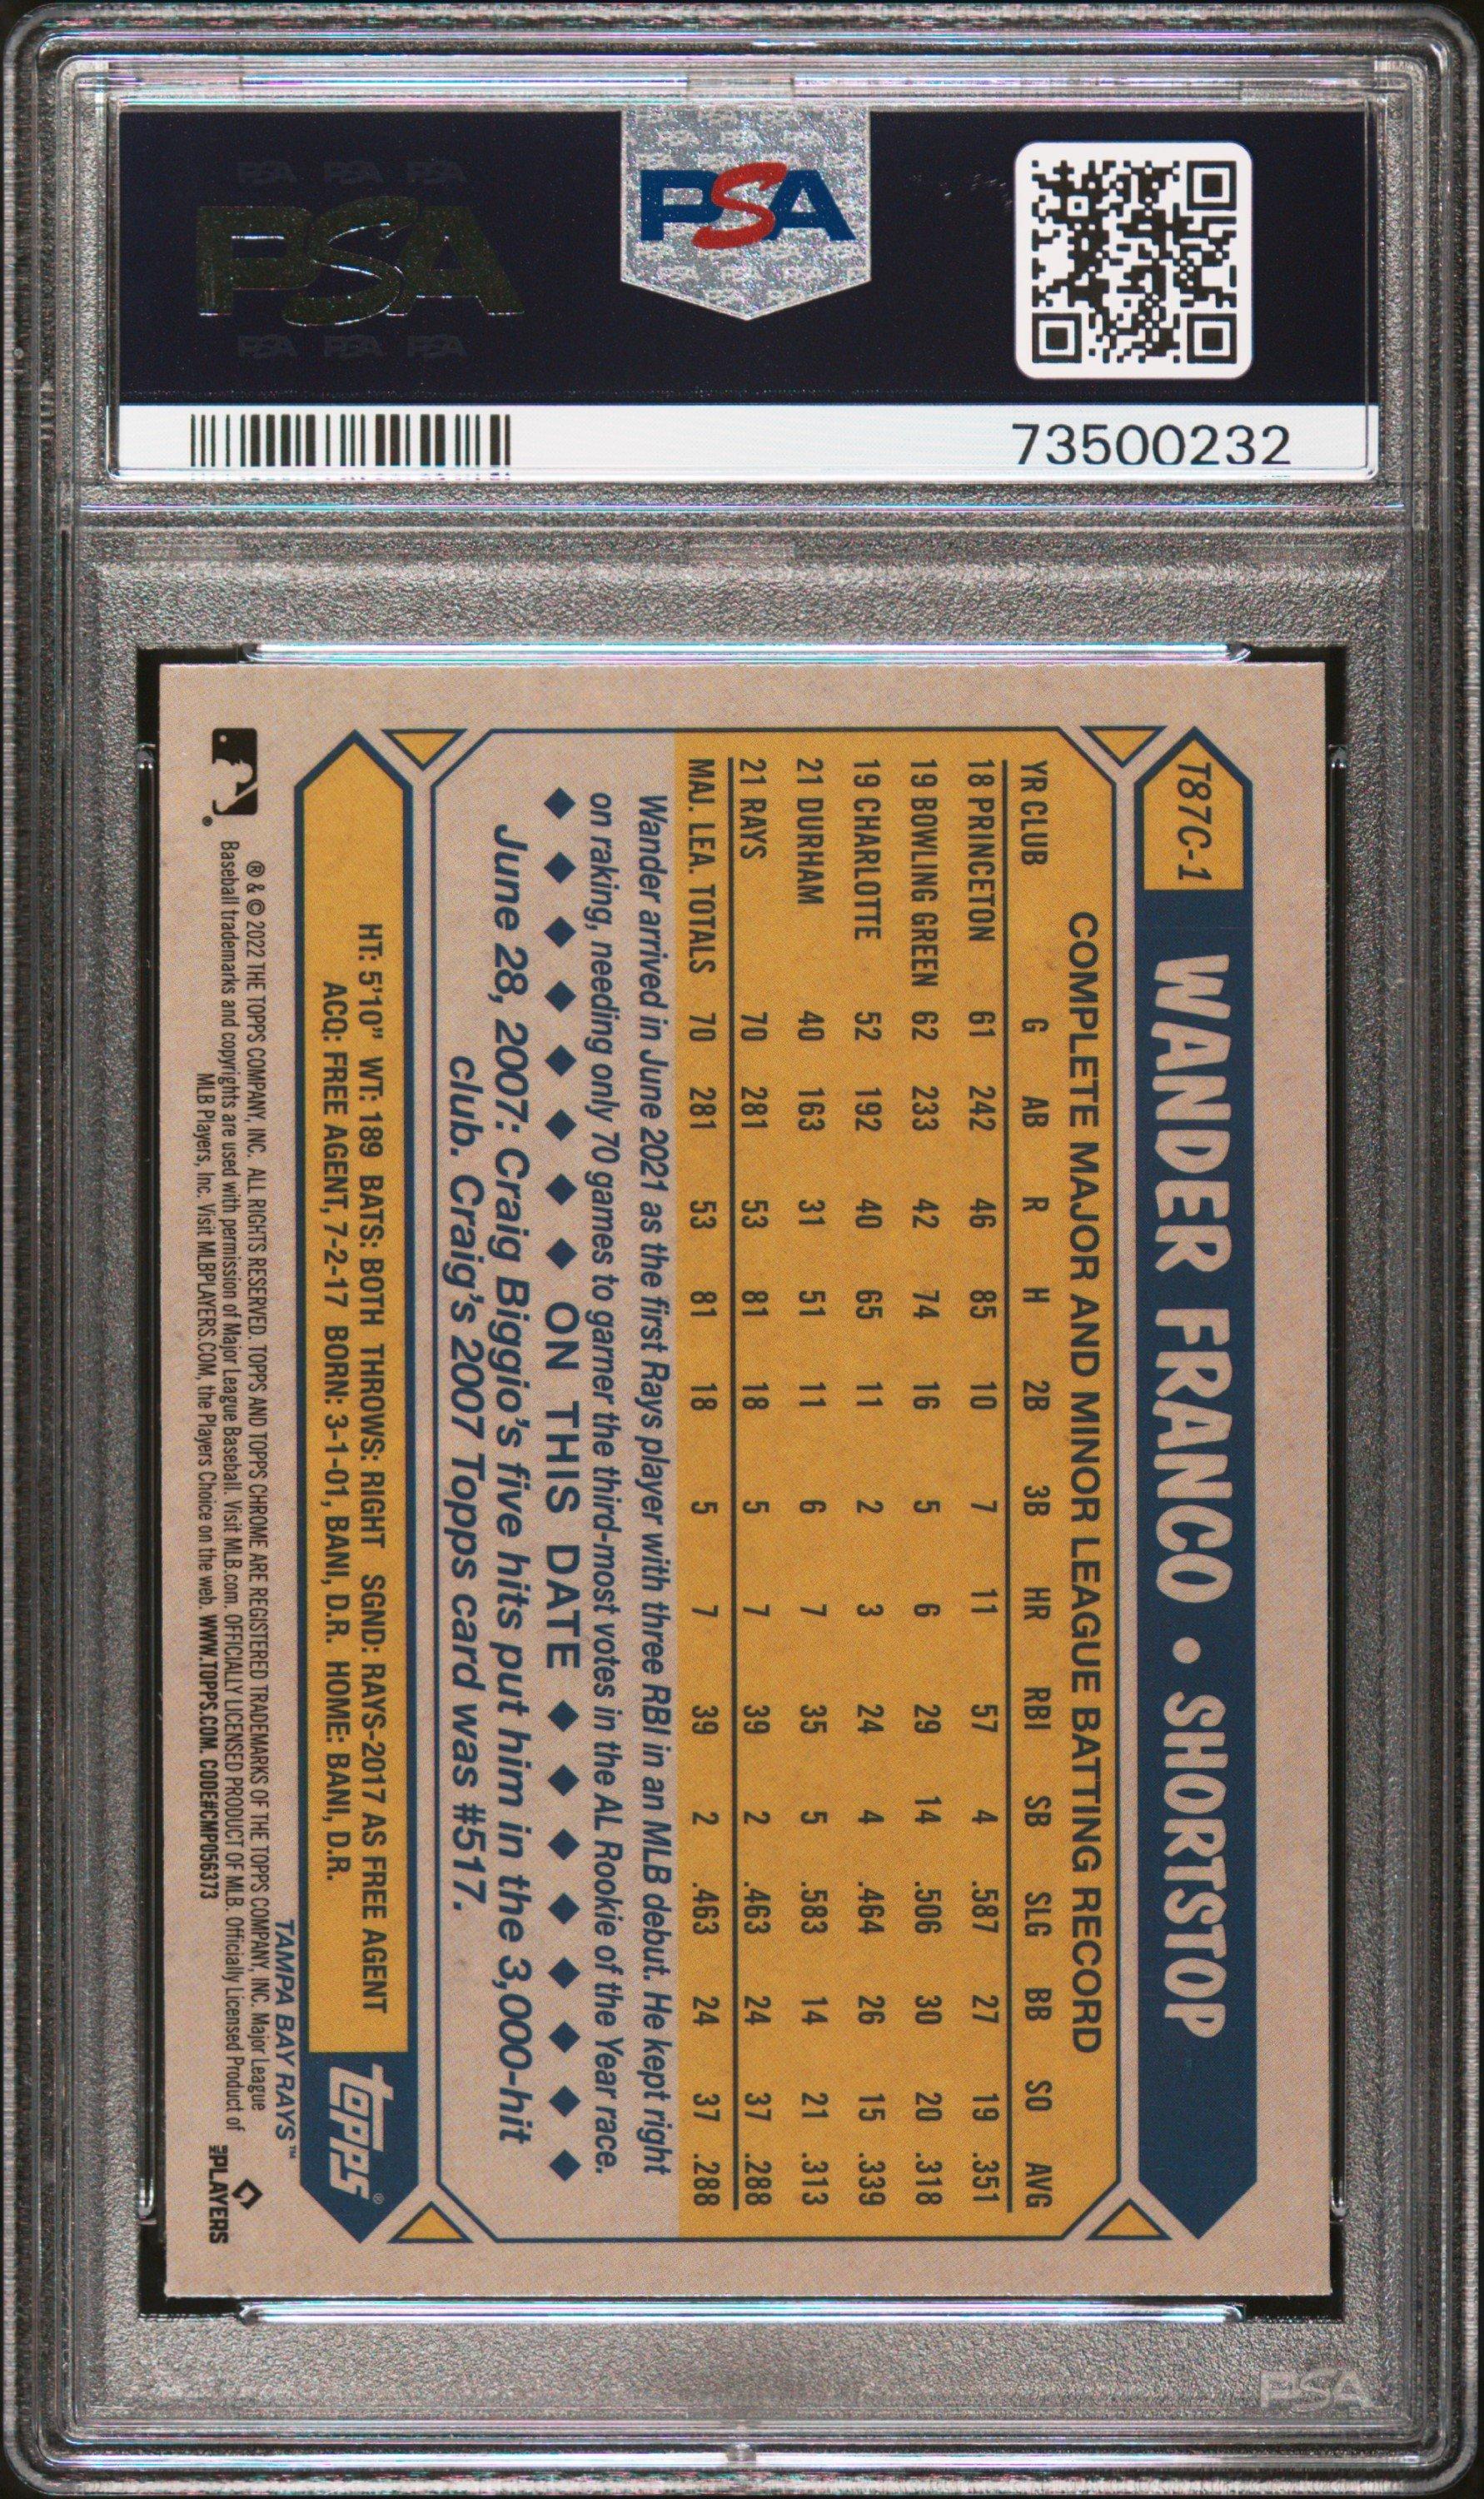 PSA PSA PSA
PSA
PSA PSA PSA
PSA
73500232
T87C-1 WANDER FRANCO • SHORTSTOP
COMPLETE MAJOR AND MINOR LEAGUE BATTING RECORD
YR CLUB G AB R H 2B 3B HR RBI SB SLG BB SO AVG
18 PRINCETON 61 242 46 85 10 7 11 57 4 .587 27 19 .351
19 BOWLING GREEN 62 233 42 74 16 5 6 29 14 .506 30 20 .318
19 CHARLOTTE 52 192 40 65 11 2 3 24 4 .464 26 15 .339
21 DURHAM 40 163 31 51 11 6 7 35 5 .583 14 21 .313
21 RAYS 70 281 53 81 18 5 7 39 2 .463 24 37 .288
MAJ. LEA. TOTALS 70 281 53 81 18 5 7 39 2 .463 24 37 .288
Wander arrived in June 2021 as the first Rays player with three RBI in an MLB debut. He kept right
on raking, needing only 70 games to garner the third-most votes in the AL Rookie of the Year race.
◆ ◆ ◆ ◆ ◆ ◆ ◆ ◆ ON THIS DATE ◆ ◆ ◆ ◆ ◆ ◆ ◆ ◆
June 28, 2007: Craig Biggio's five hits put him in the 3,000-hit
club. Craig's 2007 Topps card was #517.
HT: 5'10" WT: 189 BATS: BOTH THROWS: RIGHT SGND: RAYS-2017 AS FREE AGENT
ACQ: FREE AGENT, 7-2-17 BORN: 3-1-01, BANI, D.R. HOME: BANI, D.R.
topps®
TAMPA BAY RAYS™
® & © 2022 THE TOPPS COMPANY, INC. ALL RIGHTS RESERVED. TOPPS AND TOPPS CHROME ARE REGISTERED TRADEMARKS OF THE TOPPS COMPANY, INC. Major League
Baseball trademarks and copyrights are used with permission of Major League Baseball. Visit MLB.com. OFFICIALLY LICENSED PRODUCT OF MLB. Officially Licensed Product of
MLB Players, Inc. Visit MLBPLAYERS.COM, the Players Choice on the web. WWW.TOPPS.COM. CODE#CMP056373
MLB PLAYERS
PSA